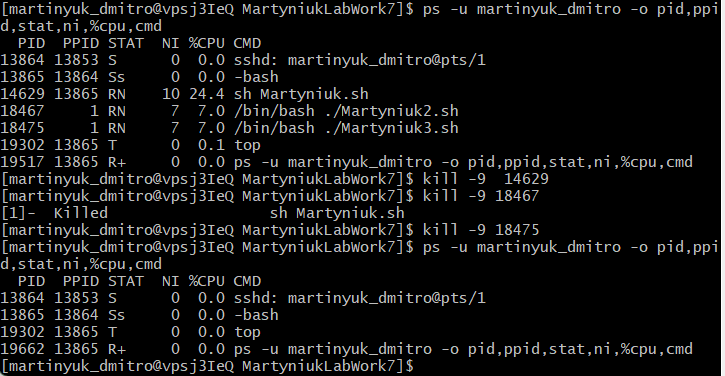 [martinyuk_dmitro@vpsj3IeQ MartyniukLabWork7]$ ps -u martinyuk_dmitro -o pid,ppi
d,stat,ni,%cpu,cmd
  PID  PPID STAT  NI %CPU CMD
13864 13853 S      0  0.0 sshd: martinyuk_dmitro@pts/1
13865 13864 Ss     0  0.0 -bash
14629 13865 RN    10 24.4 sh Martyniuk.sh
18467     1 RN     7  7.0 /bin/bash ./Martyniuk2.sh
18475     1 RN     7  7.0 /bin/bash ./Martyniuk3.sh
19302 13865 T      0  0.1 top
19517 13865 R+     0  0.0 ps -u martinyuk_dmitro -o pid,ppid,stat,ni,%cpu,cmd
[martinyuk_dmitro@vpsj3IeQ MartyniukLabWork7]$ kill -9  14629
[martinyuk_dmitro@vpsj3IeQ MartyniukLabWork7]$ kill -9 18467
[1]-  Killed                  sh Martyniuk.sh
[martinyuk_dmitro@vpsj3IeQ MartyniukLabWork7]$ kill -9 18475
[martinyuk_dmitro@vpsj3IeQ MartyniukLabWork7]$ ps -u martinyuk_dmitro -o pid,ppi
d,stat,ni,%cpu,cmd
  PID  PPID STAT  NI %CPU CMD
13864 13853 S      0  0.0 sshd: martinyuk_dmitro@pts/1
13865 13864 Ss     0  0.0 -bash
19302 13865 T      0  0.0 top
19662 13865 R+     0  0.0 ps -u martinyuk_dmitro -o pid,ppid,stat,ni,%cpu,cmd
[martinyuk_dmitro@vpsj3IeQ MartyniukLabWork7]$